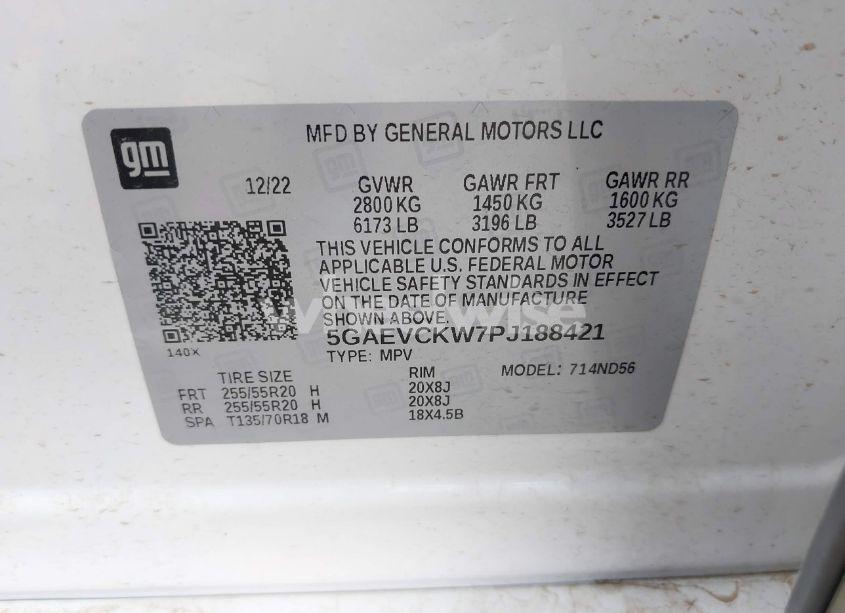 gm
MFD BY GENERAL MOTORS LLC
12/22 GVWR GAWR FRT GAWR RR
2800 KG 1450 KG 1600 KG
6173 LB 3196 LB 3527 LB
THIS VEHICLE CONFORMS TO ALL
APPLICABLE U.S. FEDERAL MOTOR
VEHICLE SAFETY STANDARDS IN EFFECT
ON THE DATE OF MANUFACTURE
SHOWN ABOVE.
5GAEVCKW7PJ188421
140X
TYPE: MPV MODEL: 714ND56
TIRE SIZE RIM
FRT 255/55R20 H 20X8J
RR 255/55R20 H 20X8J
SPA T135/70R18 M 18X4.5B